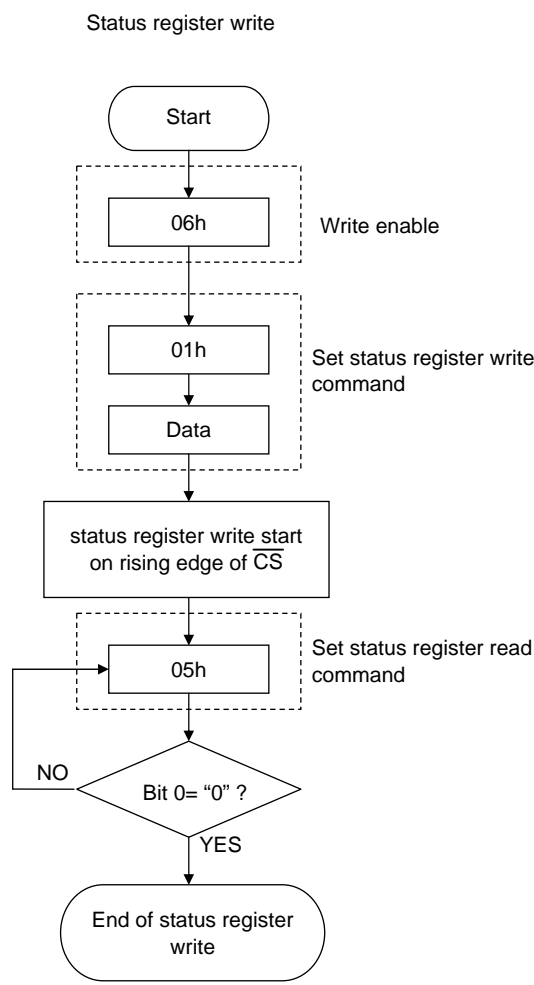 Status register write
Start
06h
Write enable
01h
Set status register write
command
Data
status register write start
on rising edge of C̅S̅
05h
Set status register read
command
NO
Bit 0= “0” ?
YES
End of status register
write